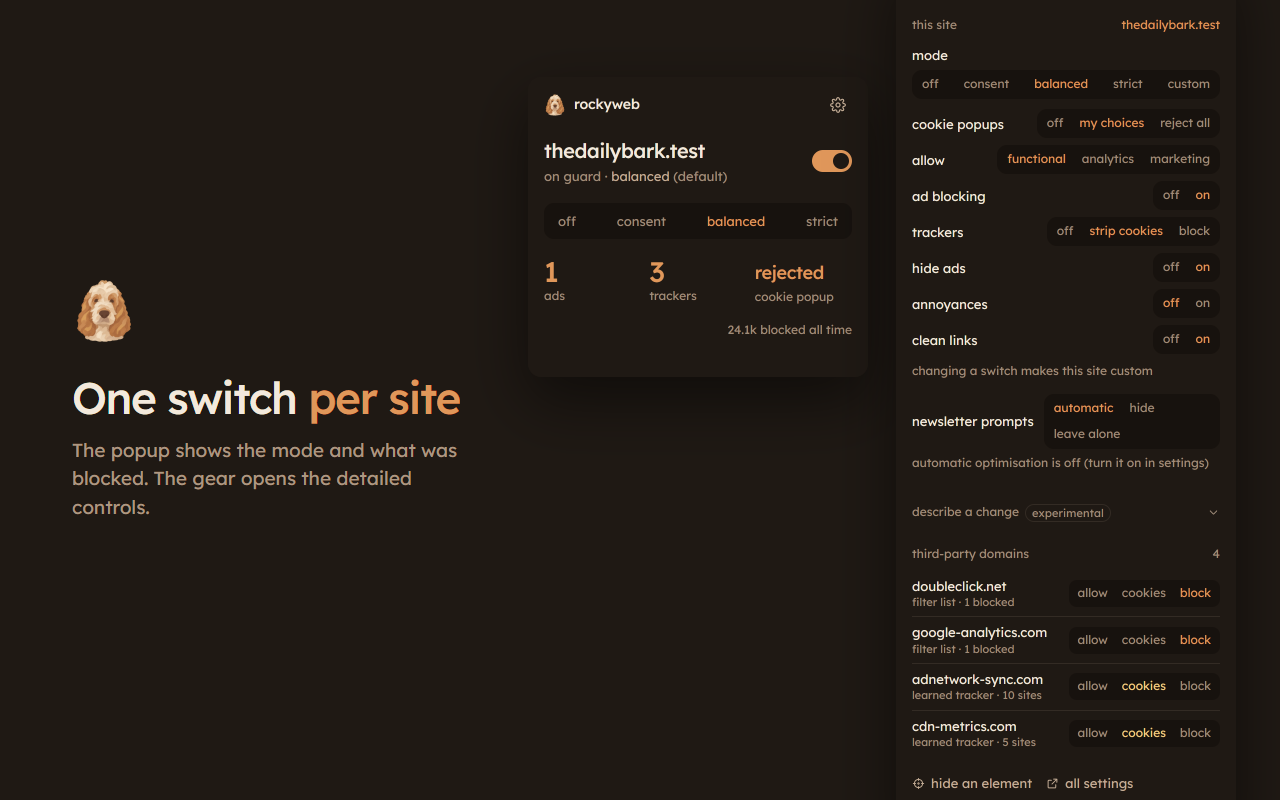 One switch per site
The popup shows the mode and what was
blocked. The gear opens the detailed
controls.
rockyweb
thedailybark.test
on guard · balanced (default)
off consent balanced strict
1 3 rejected
ads trackers cookie popup
24.1k blocked all time
this site thedailybark.test
mode
off consent balanced strict custom
cookie popups off my choices reject all
allow functional analytics marketing
ad blocking off on
trackers off strip cookies block
hide ads off on
annoyances off on
clean links off on
changing a switch makes this site custom
newsletter prompts automatic hide
leave alone
automatic optimisation is off (turn it on in settings)
describe a change experimental
third-party domains 4
doubleclick.net allow cookies block
filter list · 1 blocked
google-analytics.com allow cookies block
filter list · 1 blocked
adnetwork-sync.com allow cookies block
learned tracker · 10 sites
cdn-metrics.com allow cookies block
learned tracker · 5 sites
hide an element all settings